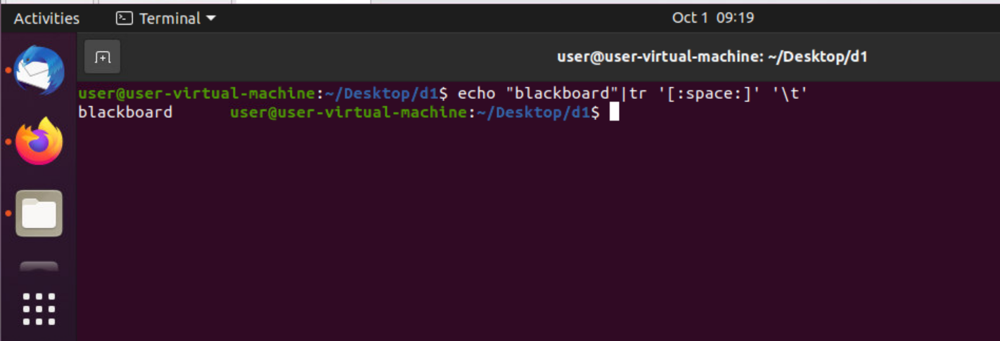 Activities Terminal Oct 1 09:19
user@user-virtual-machine: ~/Desktop/d1
user@user-virtual-machine:~/Desktop/d1$ echo "blackboard"|tr '[:space:]' '\t'
blackboard user@user-virtual-machine:~/Desktop/d1$